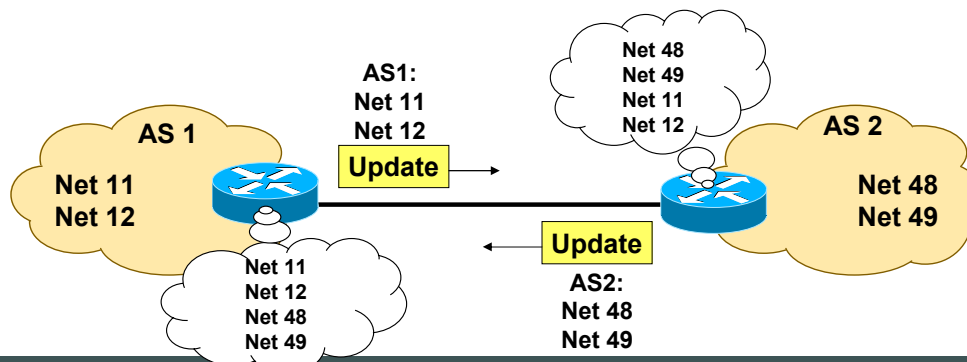 AS 1
Net 11
Net 12
AS1:
Net 11
Net 12
Update
Net 48
Net 49
Net 11
Net 12
AS 2
Net 48
Net 49
Net 11
Net 12
Net 48
Net 49
Update
AS2:
Net 48
Net 49